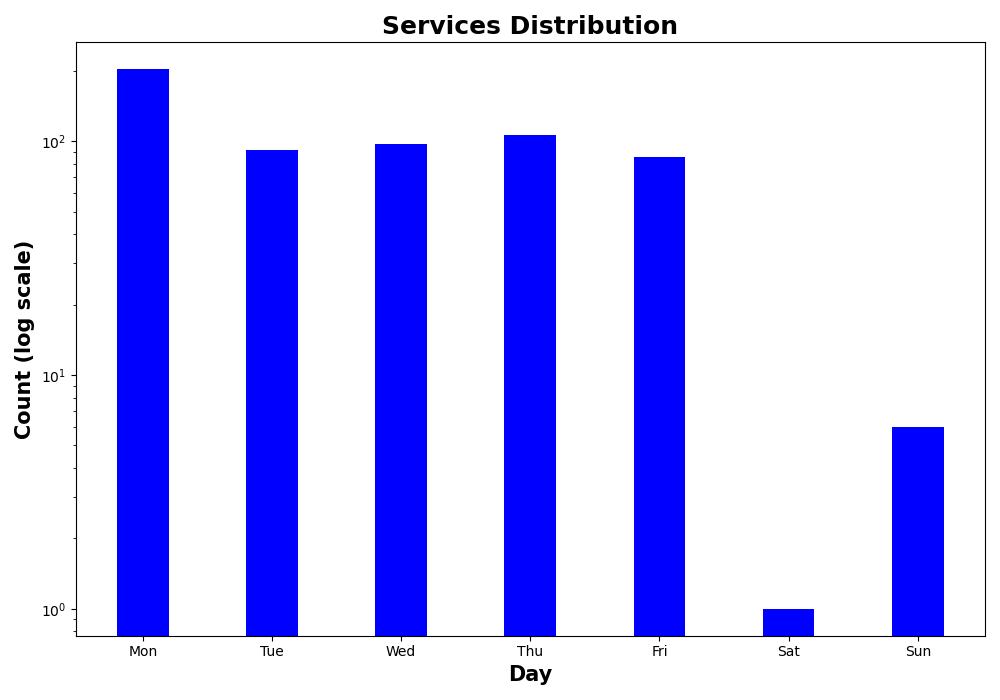 Services Distribution
Count (log scale)
10²
10¹
10⁰
Mon Tue Wed Thu Fri Sat Sun
Day